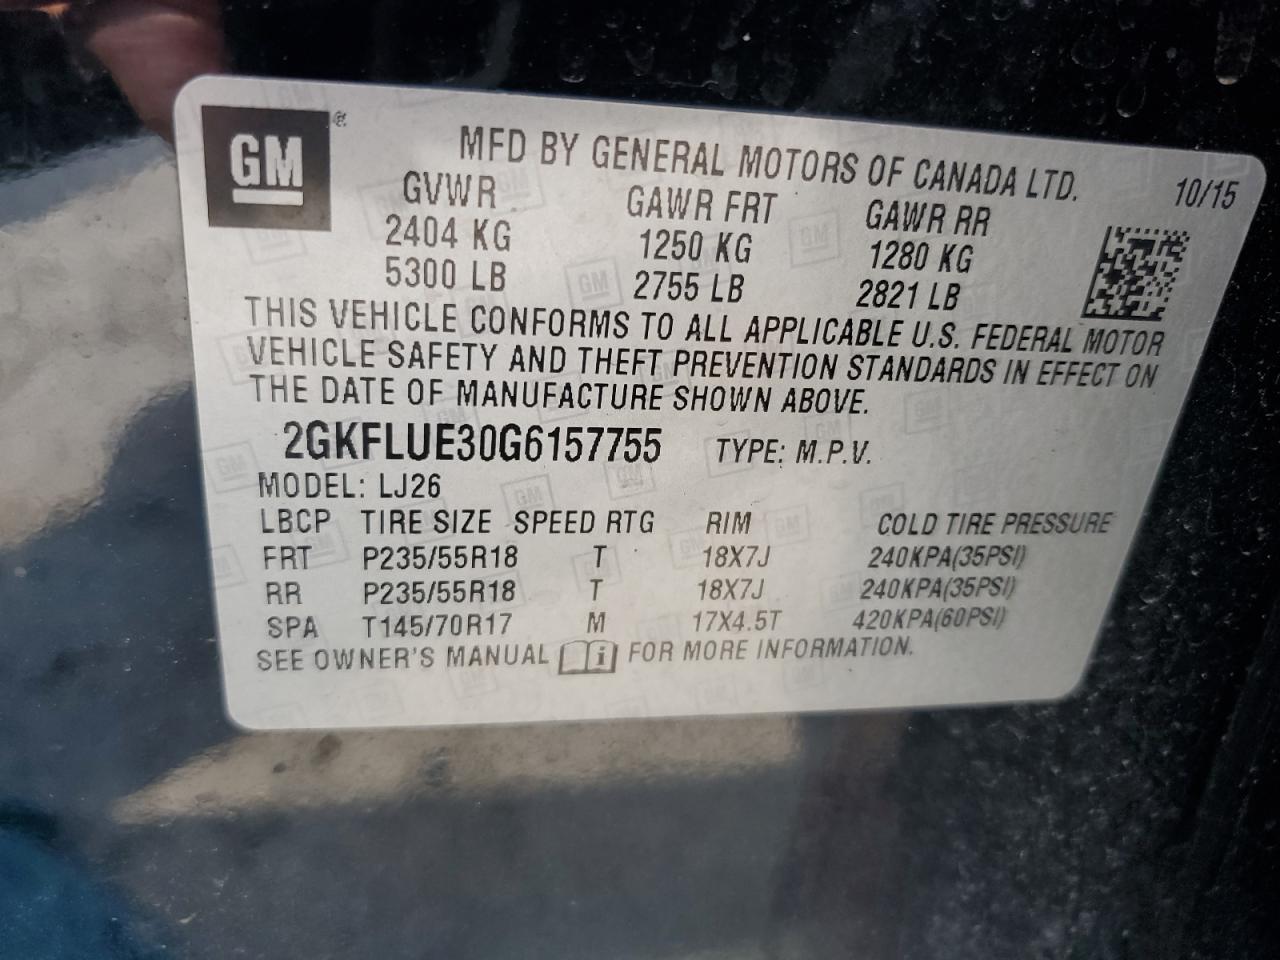 GM ®
MFD BY GENERAL MOTORS OF CANADA LTD. 10/15
GVWR GAWR FRT GAWR RR
2404 KG 1250 KG 1280 KG
5300 LB 2755 LB 2821 LB
THIS VEHICLE CONFORMS TO ALL APPLICABLE U.S. FEDERAL MOTOR
VEHICLE SAFETY AND THEFT PREVENTION STANDARDS IN EFFECT ON
THE DATE OF MANUFACTURE SHOWN ABOVE.
2GKFLUE30G6157755 TYPE: M.P.V.
MODEL: LJ26
LBCP TIRE SIZE SPEED RTG RIM COLD TIRE PRESSURE
FRT P235/55R18 T 18X7J 240KPA(35PSI)
RR P235/55R18 T 18X7J 240KPA(35PSI)
SPA T145/70R17 M 17X4.5T 420KPA(60PSI)
SEE OWNER'S MANUAL i FOR MORE INFORMATION.